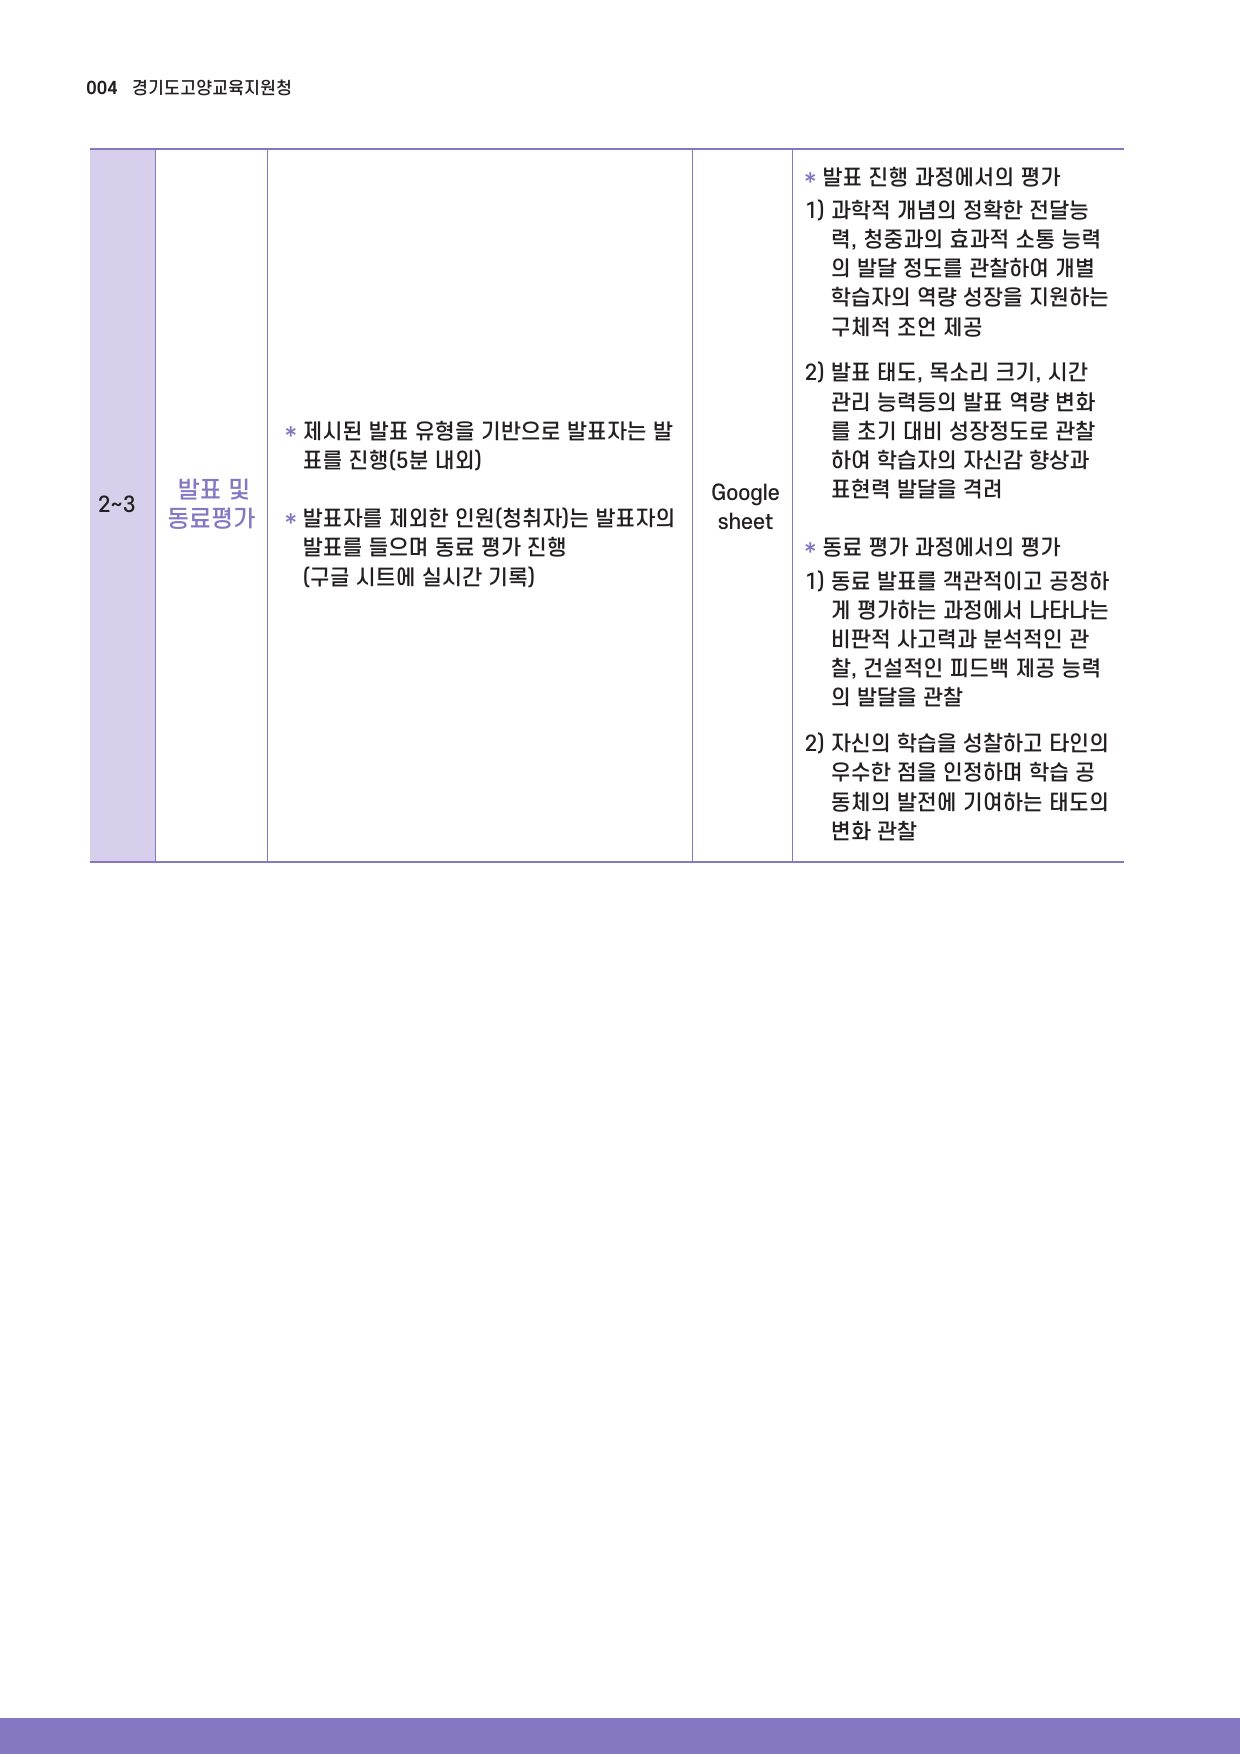 004 경기도고양교육지원청
2~3
발표 및
동료평가
* 제시된 발표 유형을 기반으로 발표자는 발
표를 진행(5분 내외)
* 발표자를 제외한 인원(청취자)는 발표자의
발표를 들으며 동료 평가 진행
(구글 시트에 실시간 기록)
Google
sheet
* 발표 진행 과정에서의 평가
1) 과학적 개념의 정확한 전달능
력, 청중과의 효과적 소통 능력
의 발달 정도를 관찰하여 개별
학습자의 역량 성장을 지원하는
구체적 조언 제공
2) 발표 태도, 목소리 크기, 시간
관리 능력등의 발표 역량 변화
를 초기 대비 성장정도로 관찰
하여 학습자의 자신감 향상과
표현력 발달을 격려
* 동료 평가 과정에서의 평가
1) 동료 발표를 객관적이고 공정하
게 평가하는 과정에서 나타나는
비판적 사고력과 분석적인 관
찰, 건설적인 피드백 제공 능력
의 발달을 관찰
2) 자신의 학습을 성찰하고 타인의
우수한 점을 인정하며 학습 공
동체의 발전에 기여하는 태도의
변화 관찰